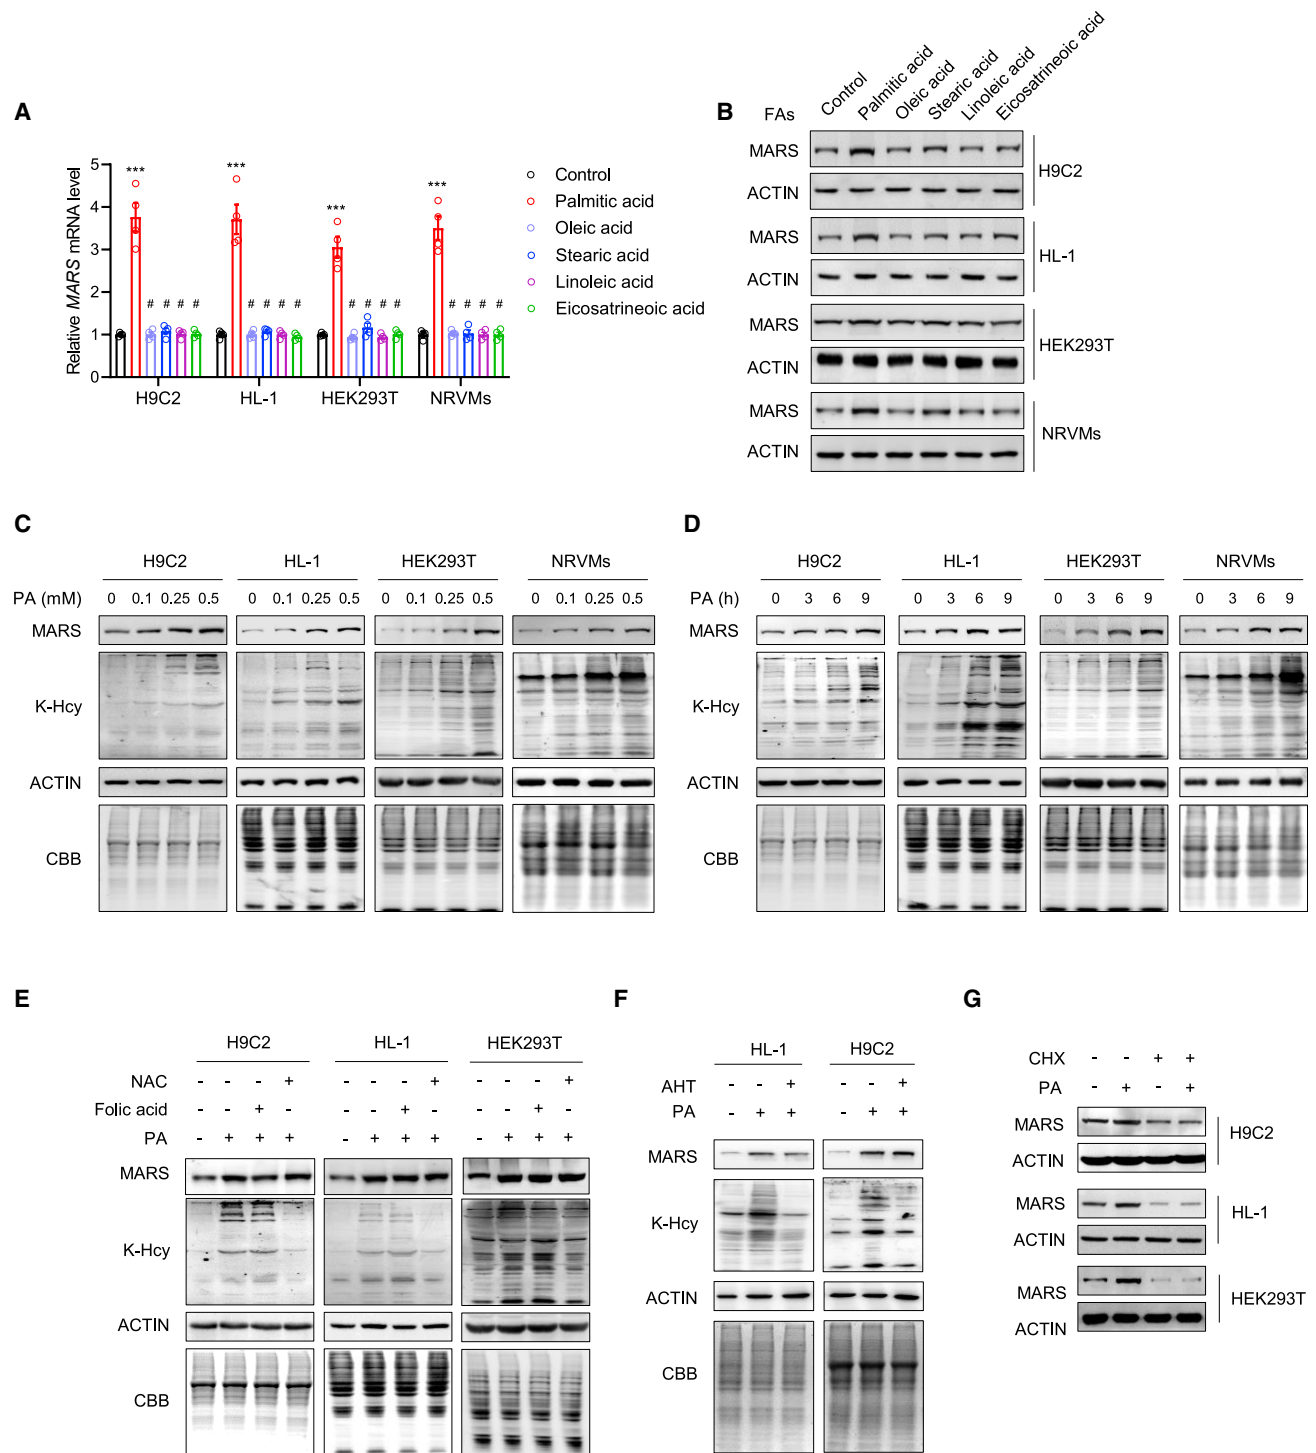 A
Relative MARS mRNA level
5
4
3
2
1
0
*** *** *** ***
# # # # # # # # # # # # # # # #
H9C2 HL-1 HEK293T NRVMs
Control
Palmitic acid
Oleic acid
Stearic acid
Linoleic acid
Eicosatrineoic acid
B
FAs Control Palmitic acid Oleic acid Stearic acid Linoleic acid Eicosatrineoic acid
MARS
ACTIN
H9C2
MARS
ACTIN
HL-1
MARS
ACTIN
HEK293T
MARS
ACTIN
NRVMs
C
H9C2 HL-1 HEK293T NRVMs
PA (mM) 0 0.1 0.25 0.5 0 0.1 0.25 0.5 0 0.1 0.25 0.5 0 0.1 0.25 0.5
MARS
K-Hcy
ACTIN
CBB
D
H9C2 HL-1 HEK293T NRVMs
PA (h) 0 3 6 9 0 3 6 9 0 3 6 9 0 3 6 9
MARS
K-Hcy
ACTIN
CBB
E
H9C2 HL-1 HEK293T
NAC - - - + - - - + - - - +
Folic acid - - + - - - + - - - + -
PA - + + + - + + + - + + +
MARS
K-Hcy
ACTIN
CBB
F
HL-1 H9C2
AHT - - + - - +
PA - + + - + +
MARS
K-Hcy
ACTIN
CBB
G
CHX - - + +
PA - + - +
MARS
ACTIN
H9C2
MARS
ACTIN
HL-1
MARS
ACTIN
HEK293T